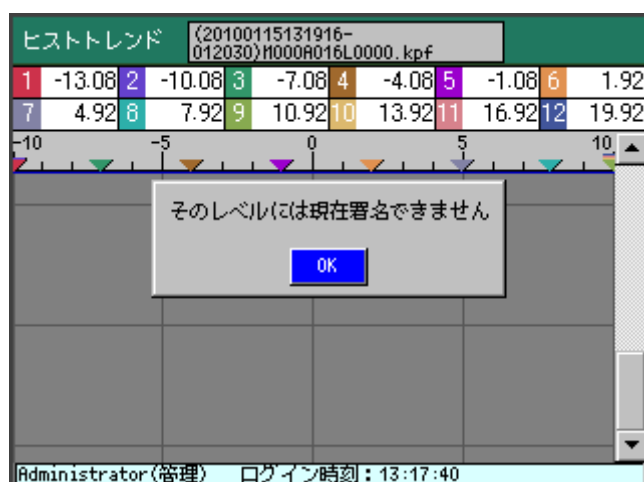 ヒストトレンド
(20100115131916-
012030)M000A016L0000.kpf
1 -13.08 2 -10.08 3 -7.08 4 -4.08 5 -1.08 6 1.92
7 4.92 8 7.92 9 10.92 10 13.92 11 16.92 12 19.92
-10 -5 0 5 10
そのレベルには現在署名できません
OK
Administrator(管理) ログイン時刻：13:17:40